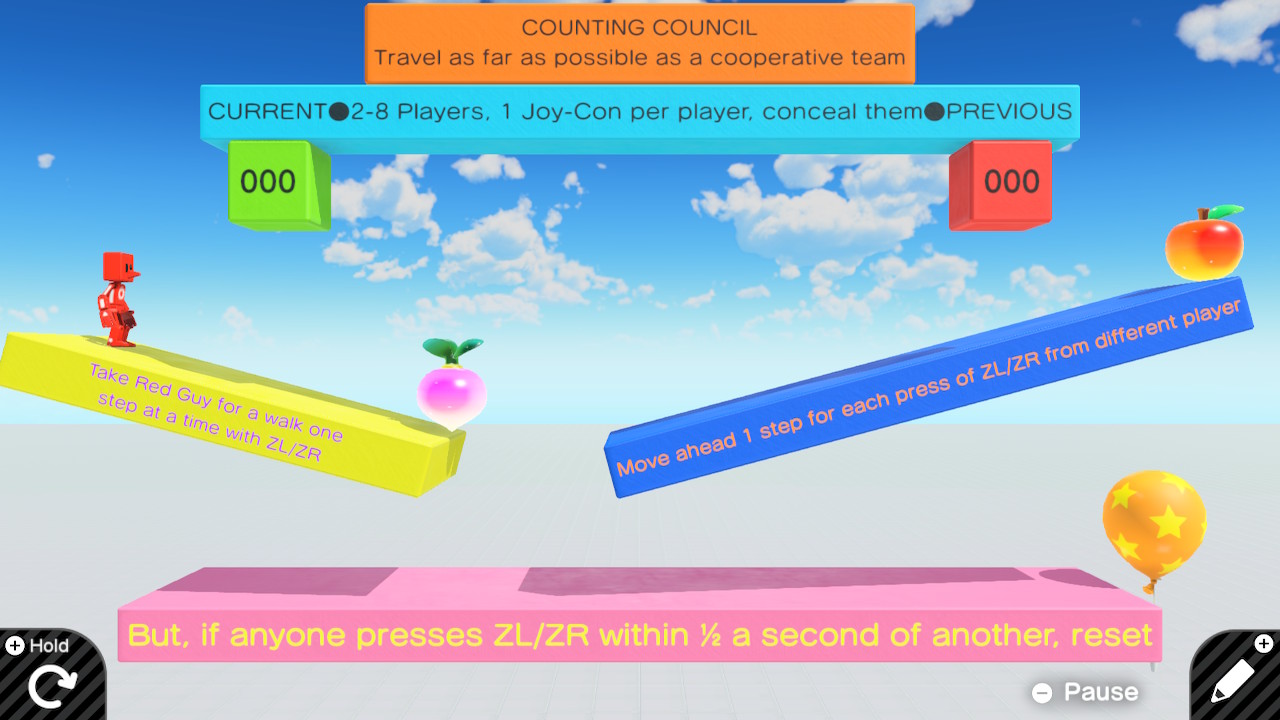 COUNTING COUNCIL
Travel as far as possible as a cooperative team
CURRENT●2-8 Players, 1 Joy-Con per player, conceal them●PREVIOUS
000
000
Take Red Guy for a walk one
step at a time with ZL/ZR
Move ahead 1 step for each press of ZL/ZR from different player
But, if anyone presses ZL/ZR within ½ a second of another, reset
Hold
Pause